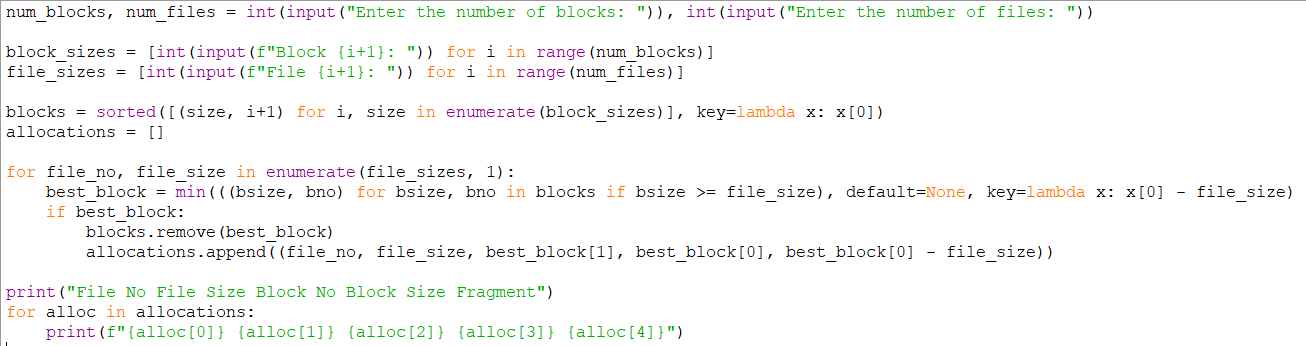 num_blocks, num_files = int(input("Enter the number of blocks: ")), int(input("Enter the number of files: "))

block_sizes = [int(input(f"Block {i+1}: ")) for i in range(num_blocks)]
file_sizes = [int(input(f"File {i+1}: ")) for i in range(num_files)]

blocks = sorted([(size, i+1) for i, size in enumerate(block_sizes)], key=lambda x: x[0])
allocations = []

for file_no, file_size in enumerate(file_sizes, 1):
    best_block = min(((bsize, bno) for bsize, bno in blocks if bsize >= file_size), default=None, key=lambda x: x[0] - file_size)
    if best_block:
        blocks.remove(best_block)
        allocations.append((file_no, file_size, best_block[1], best_block[0], best_block[0] - file_size))

print("File No File Size Block No Block Size Fragment")
for alloc in allocations:
    print(f"{alloc[0]} {alloc[1]} {alloc[2]} {alloc[3]} {alloc[4]}")